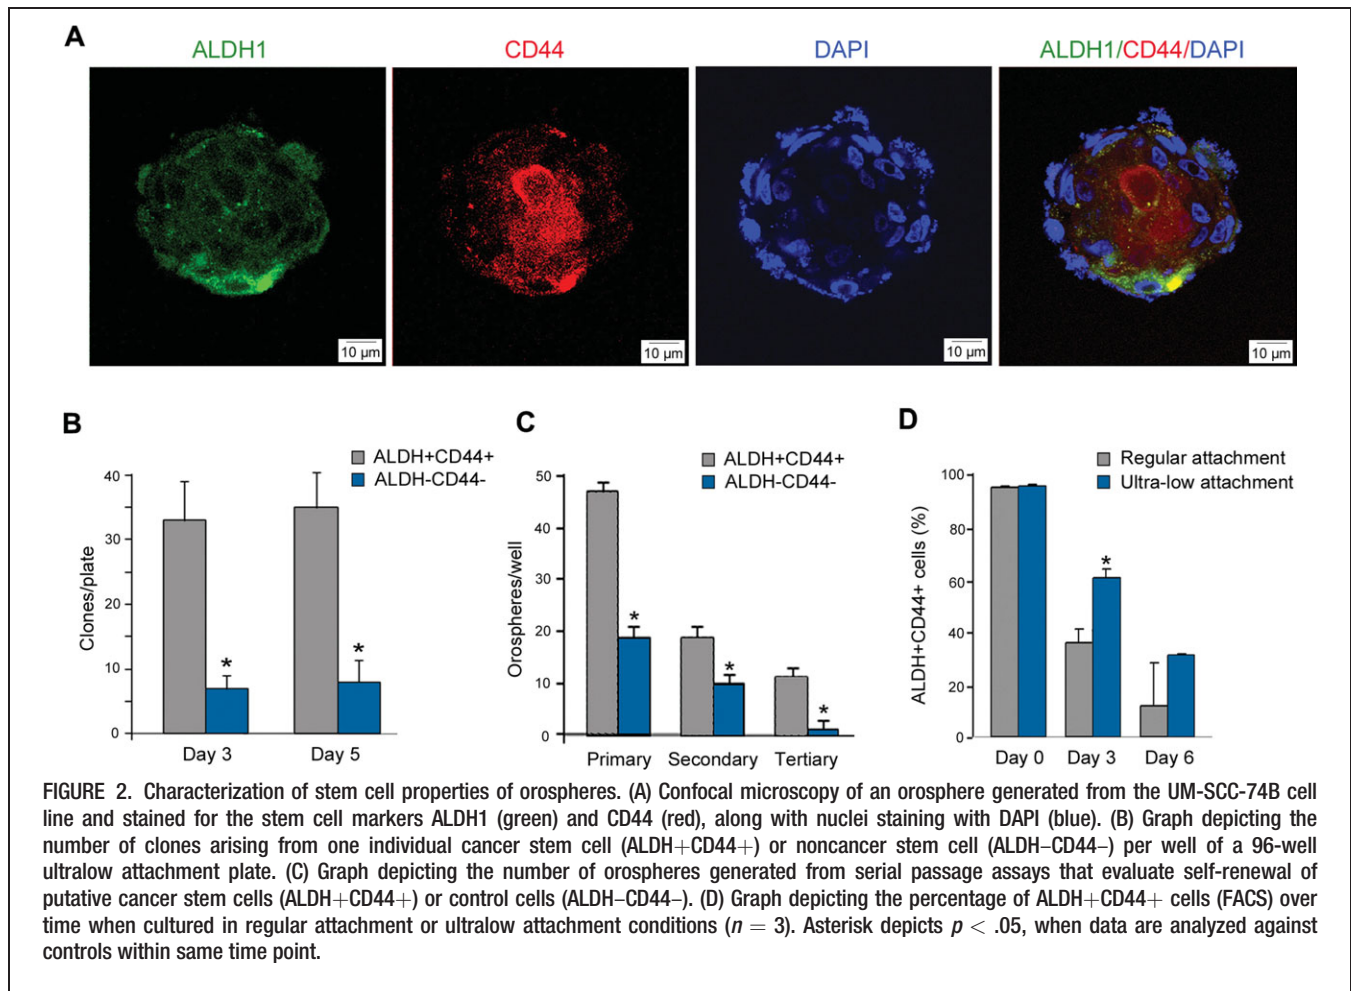 A
ALDH1
CD44
DAPI
ALDH1/CD44/DAPI
10 µm
10 µm
10 µm
10 µm
B
ALDH+CD44+
ALDH-CD44-
Clones/plate
40
30
20
10
0
Day 3
Day 5
*
*
C
ALDH+CD44+
ALDH-CD44-
Orospheres/well
50
40
30
20
10
0
Primary
Secondary
Tertiary
*
*
*
D
Regular attachment
Ultra-low attachment
ALDH+CD44+ cells (%)
100
80
60
40
20
0
Day 0
Day 3
Day 6
*
FIGURE 2. Characterization of stem cell properties of orospheres. (A) Confocal microscopy of an orosphere generated from the UM-SCC-74B cell
line and stained for the stem cell markers ALDH1 (green) and CD44 (red), along with nuclei staining with DAPI (blue). (B) Graph depicting the
number of clones arising from one individual cancer stem cell (ALDH+CD44+) or noncancer stem cell (ALDH–CD44–) per well of a 96-well
ultralow attachment plate. (C) Graph depicting the number of orospheres generated from serial passage assays that evaluate self-renewal of
putative cancer stem cells (ALDH+CD44+) or control cells (ALDH–CD44–). (D) Graph depicting the percentage of ALDH+CD44+ cells (FACS) over
time when cultured in regular attachment or ultralow attachment conditions (n = 3). Asterisk depicts p < .05, when data are analyzed against
controls within same time point.